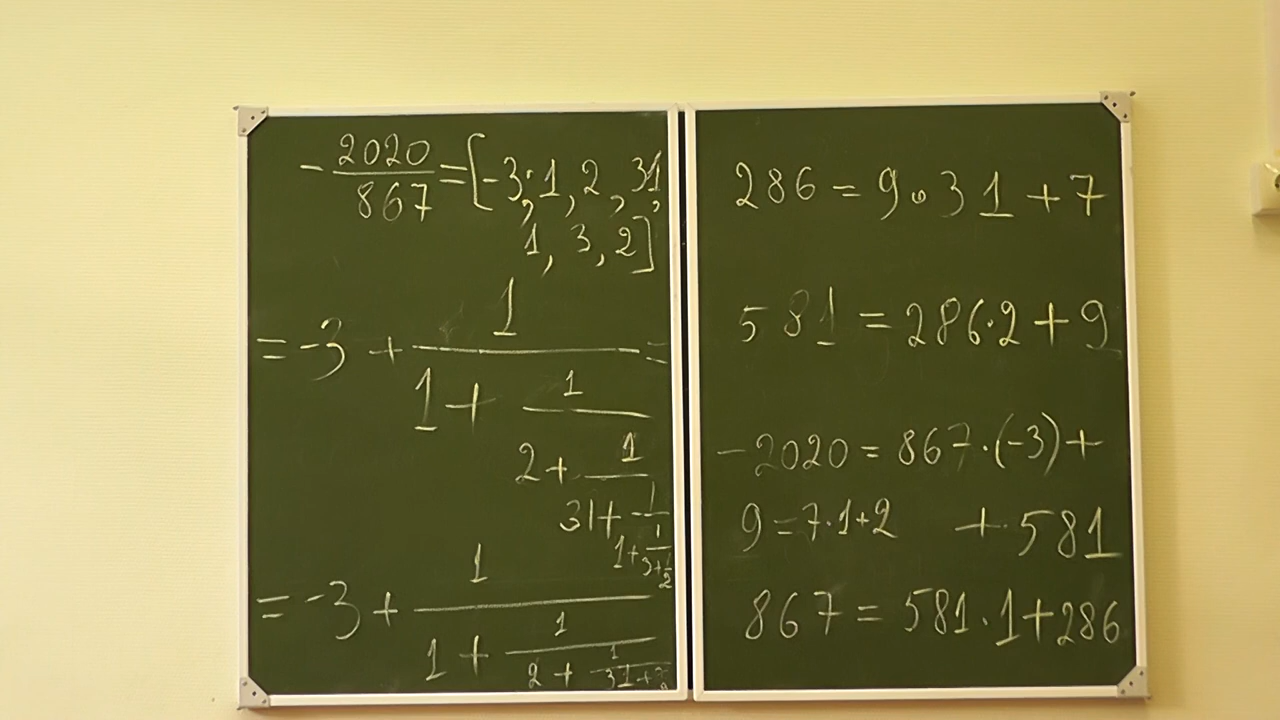 - 2020/867 = [-3; 1, 2, 31,
1, 3, 2]
= -3 + 1/(1 + 1/(2 + 1/(31 + 1/(1 + 1/(3 + 1/2))))) =
= -3 + 1/(1 + 1/(2 + 1/(31 +
286 = 9·31 + 7
581 = 286·2 + 9
-2020 = 867·(-3) +
9 = 7·1+2 + 581
867 = 581·1 + 286